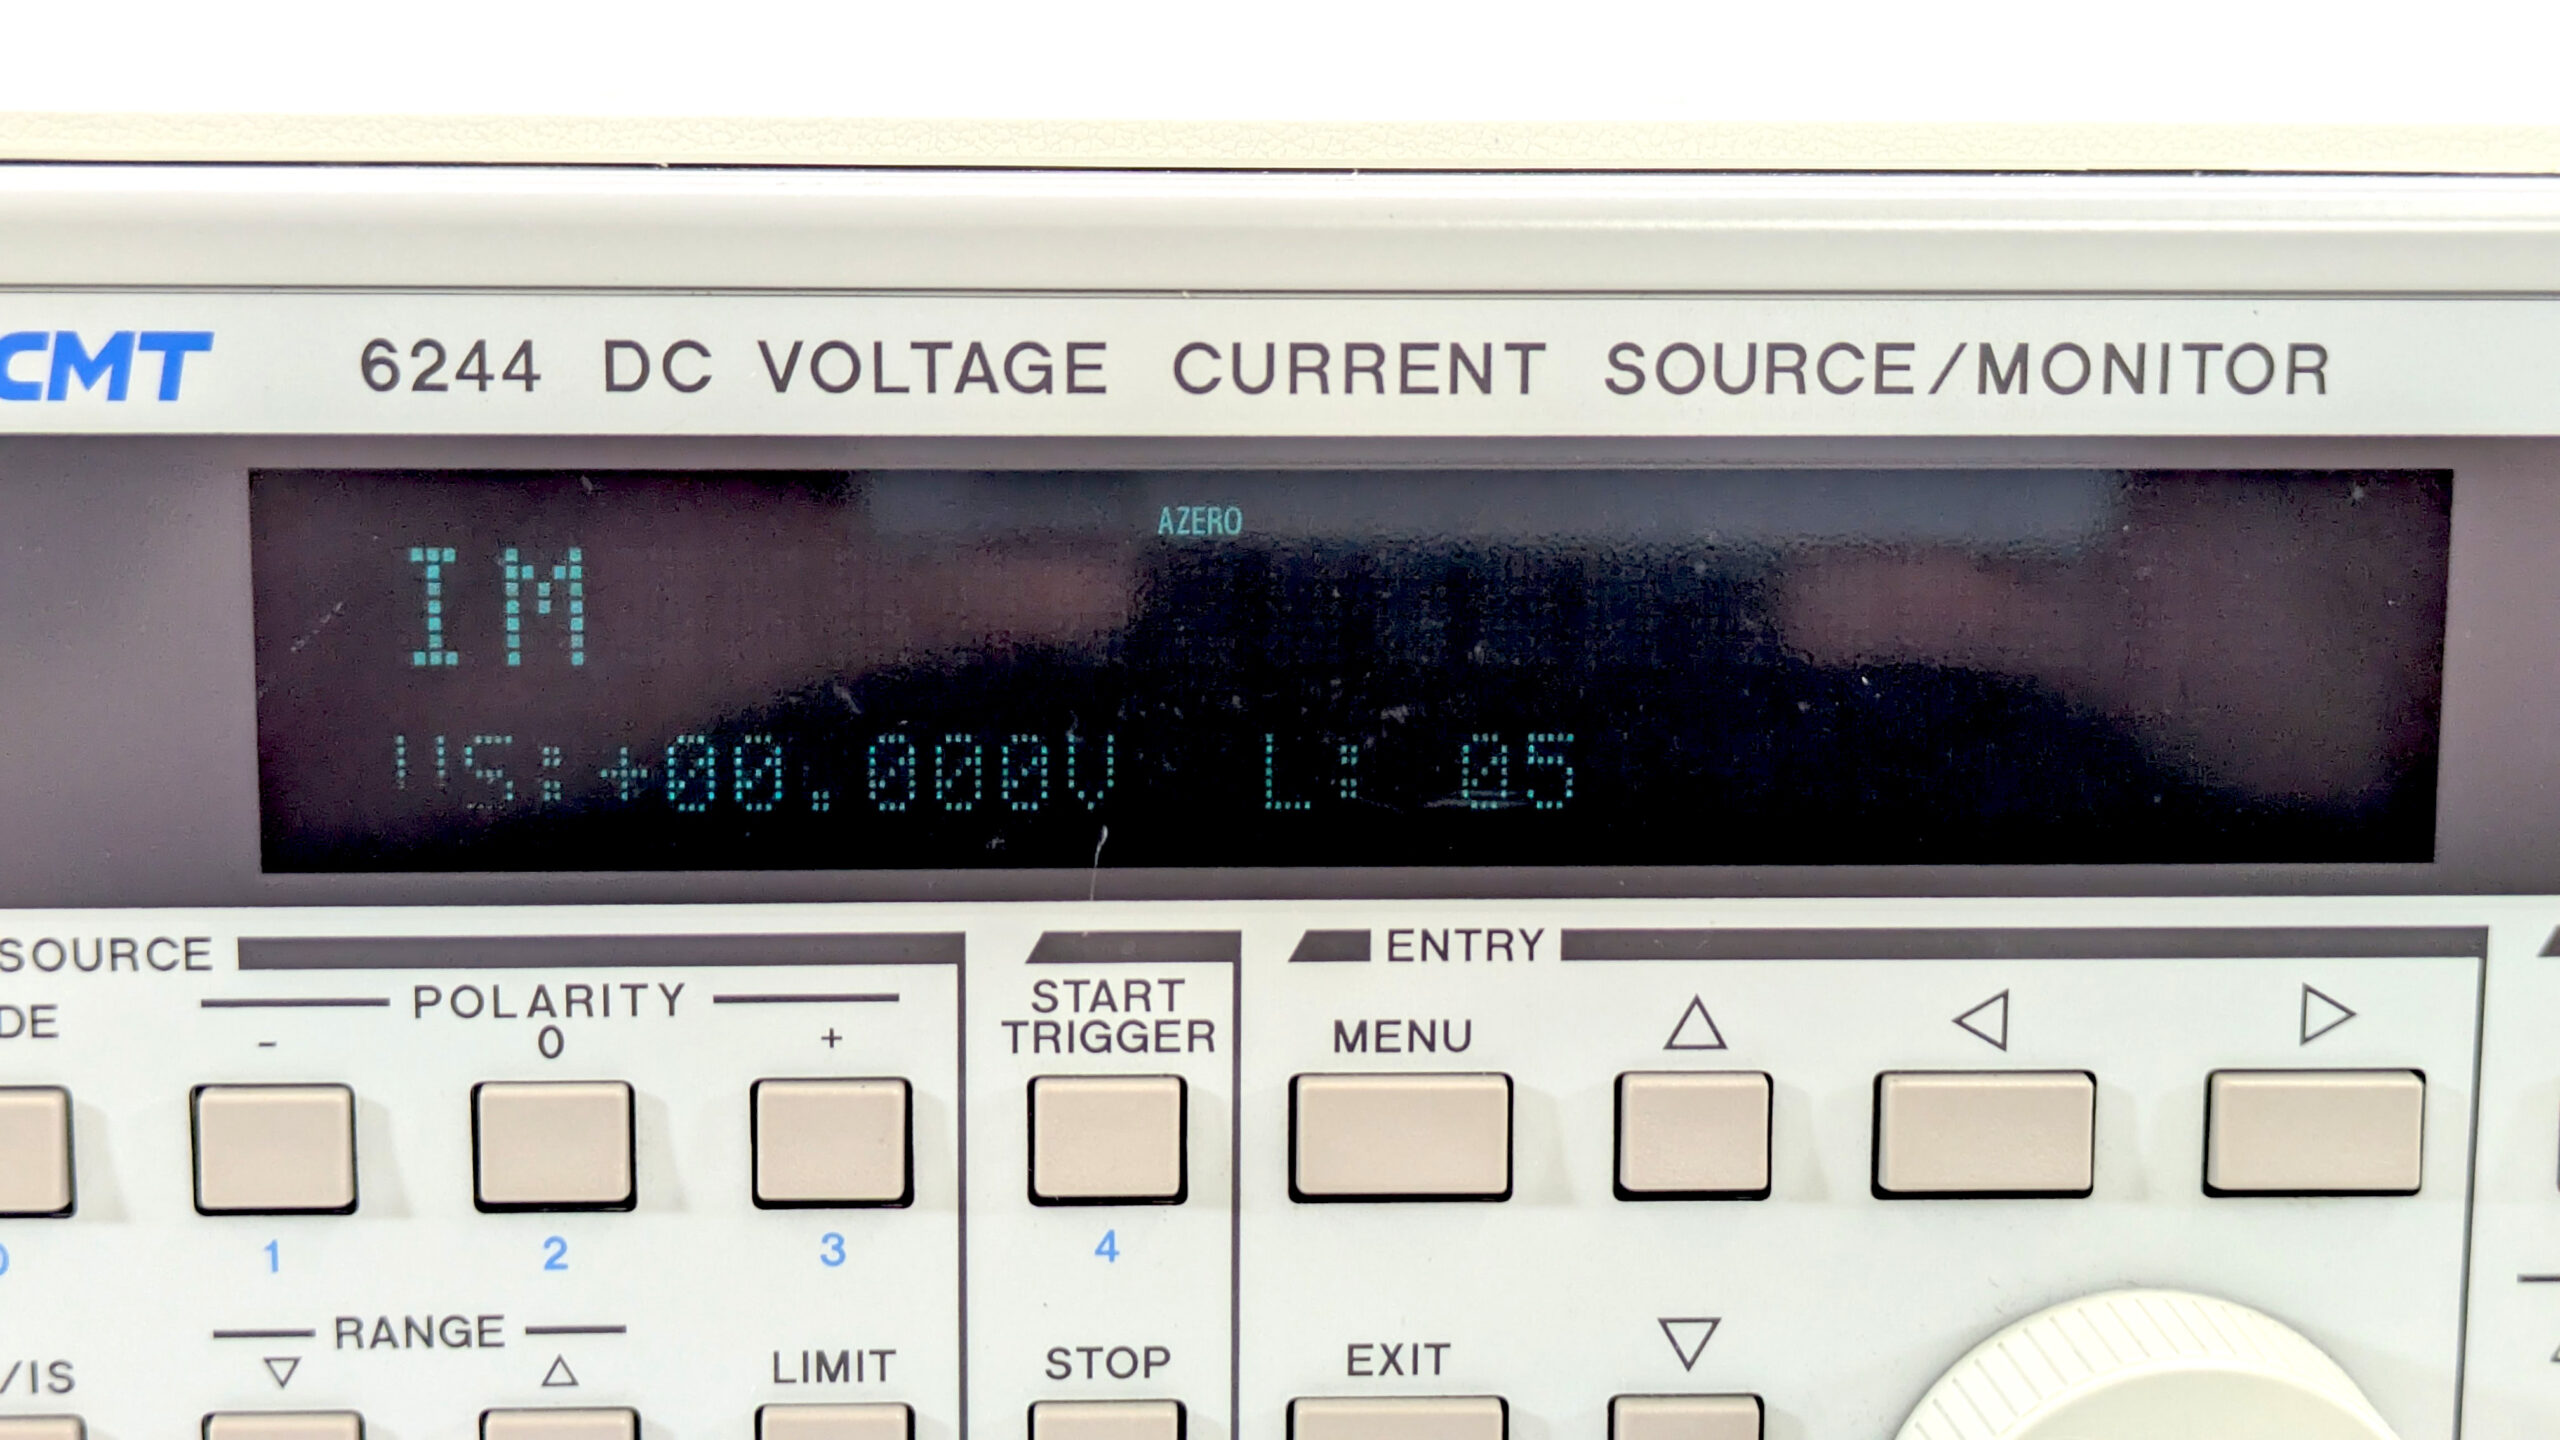 CMT 6244 DC VOLTAGE CURRENT SOURCE/MONITOR
AZERO
IM
VS:+00.000V L: 05
SOURCE
ENTRY
DE
POLARITY
- 0 +
START
TRIGGER
MENU △ ◁ ▷
1 2 3 4
RANGE
/IS ▽ △ LIMIT STOP EXIT ▽